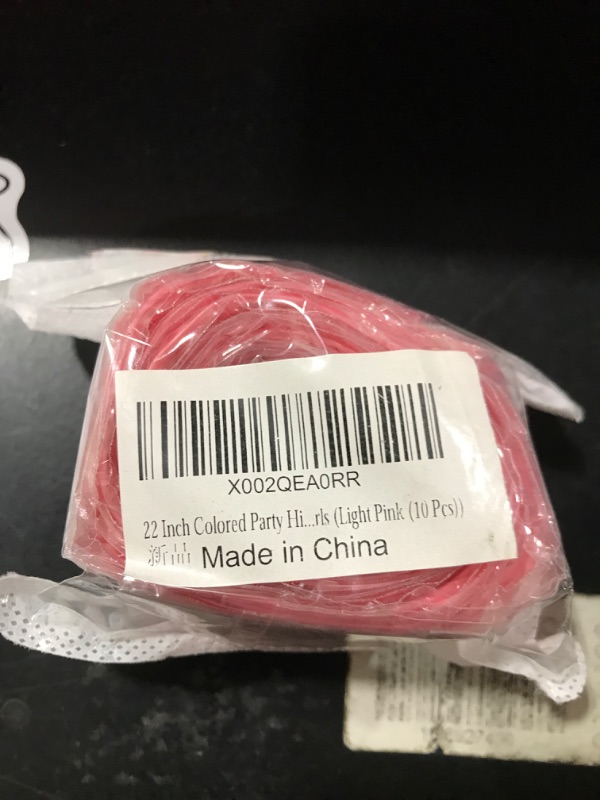 X002QEA0RR
22 Inch Colored Party Hi...rls (Light Pink (10 Pcs))
Made in China